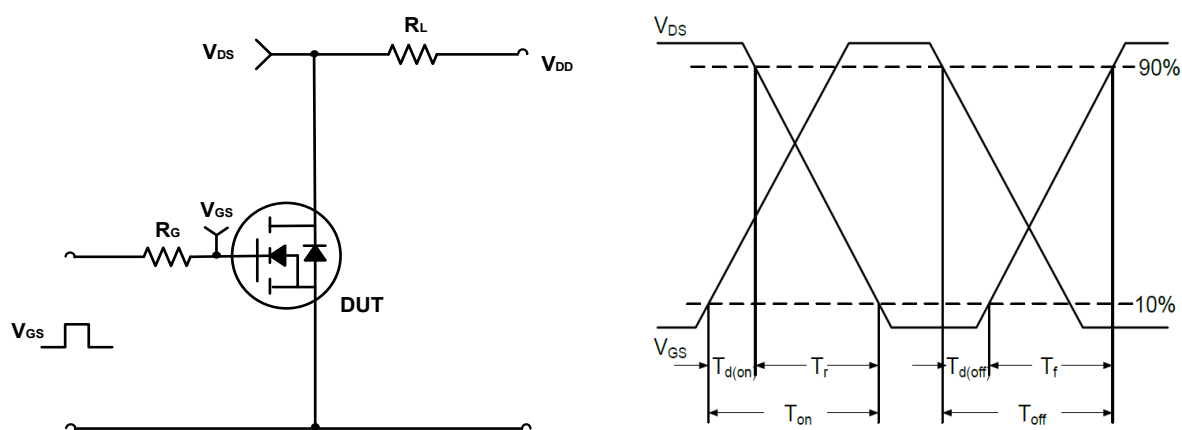 RL
VDS
VDD
VGS
RG
DUT
VGS
VDS
90%
10%
VGS
Td(on)
Tr
Td(off)
Tf
Ton
Toff